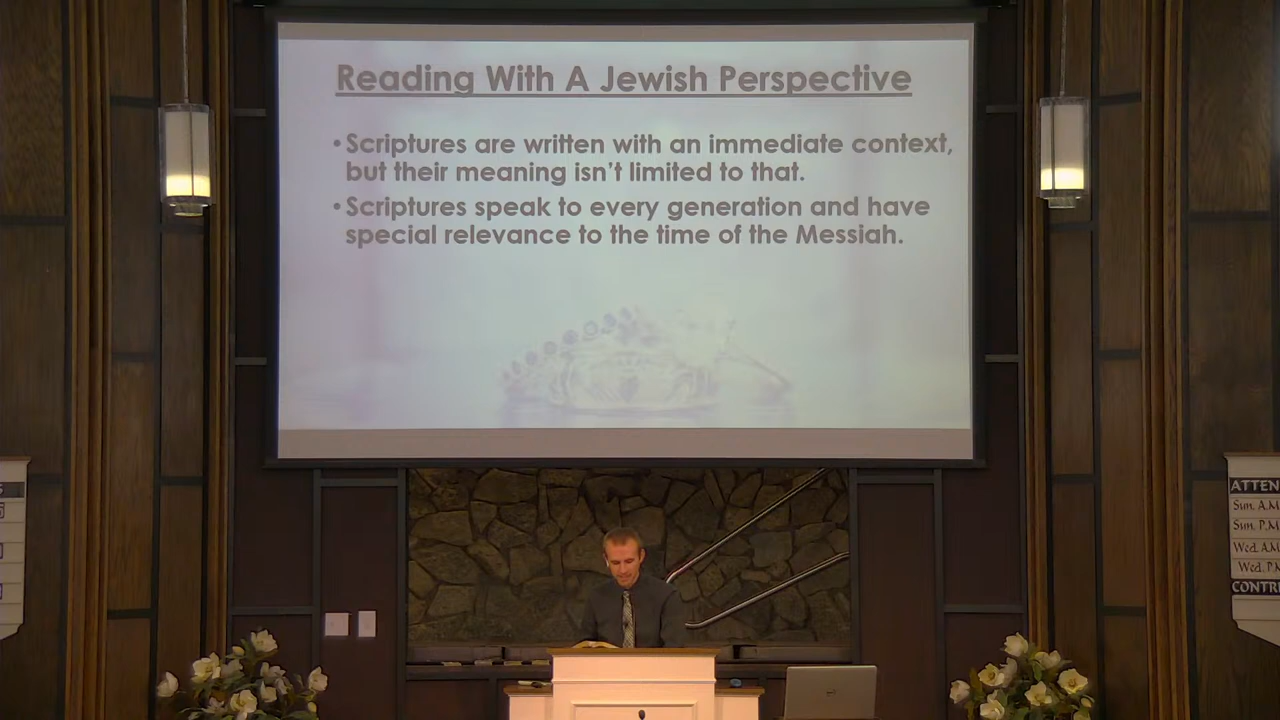 Reading With A Jewish Perspective
•Scriptures are written with an immediate context,
but their meaning isn't limited to that.
•Scriptures speak to every generation and have
special relevance to the time of the Messiah.
ATTEN
Sun. A.M
Sun. P.M
Wed. A.M
Wed. P.M
CONTR